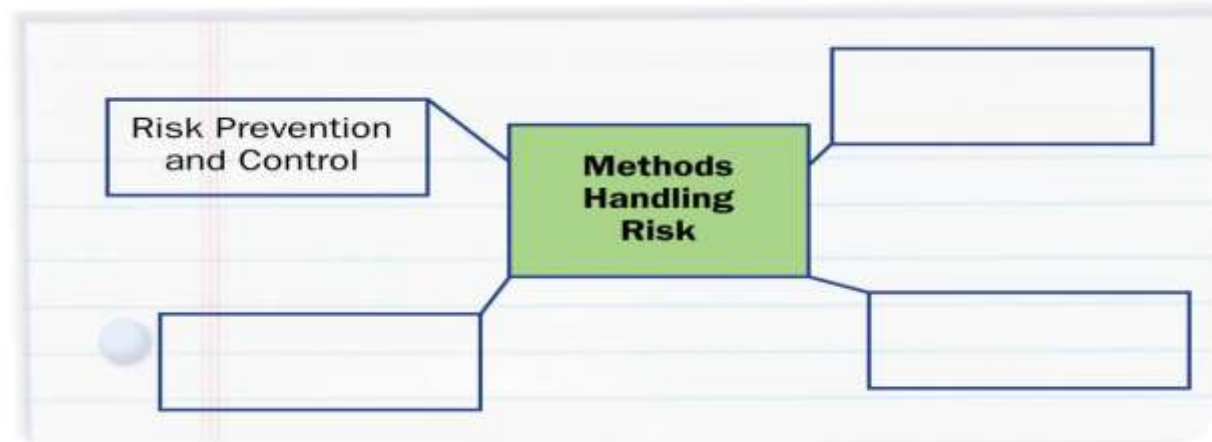 Risk Prevention
and Control
Methods
Handling
Risk